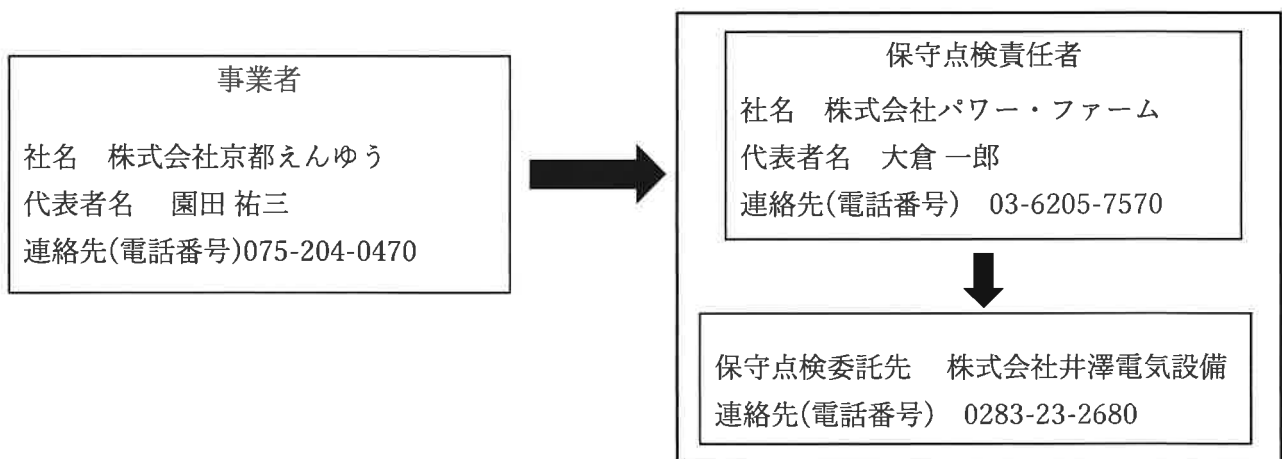 事業者
社名　株式会社京都えんゆう
代表者名　園田 祐三
連絡先(電話番号)075-204-0470
保守点検責任者
社名　株式会社パワー・ファーム
代表者名　大倉 一郎
連絡先(電話番号)　03-6205-7570
保守点検委託先　株式会社井澤電気設備
連絡先(電話番号)　0283-23-2680